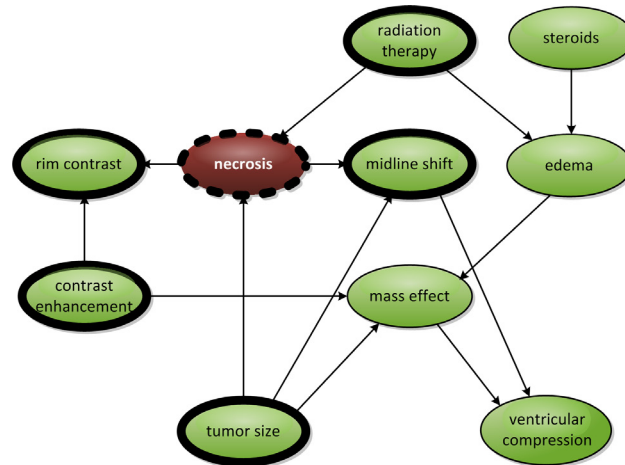 radiation
therapy
steroids
rim contrast
necrosis
midline shift
edema
contrast
enhancement
mass effect
tumor size
ventricular
compression